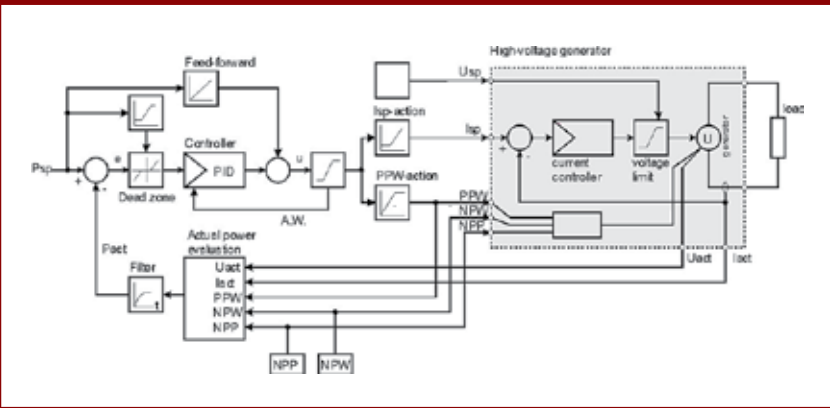 High-voltage generator
Feed-forward
Usp
Isp-action
Isp
load
generator
U
Controller
Psp
+
-
e
PID
u
+
-
current
controller
voltage
limit
Dead zone
PPW-action
A.W.
PPW
NPW
NPP
Pact
Actual power
evaluation
Uact
Iact
Filter
t
Uact
Iact
PPW
NPW
NPP
NPP
NPW